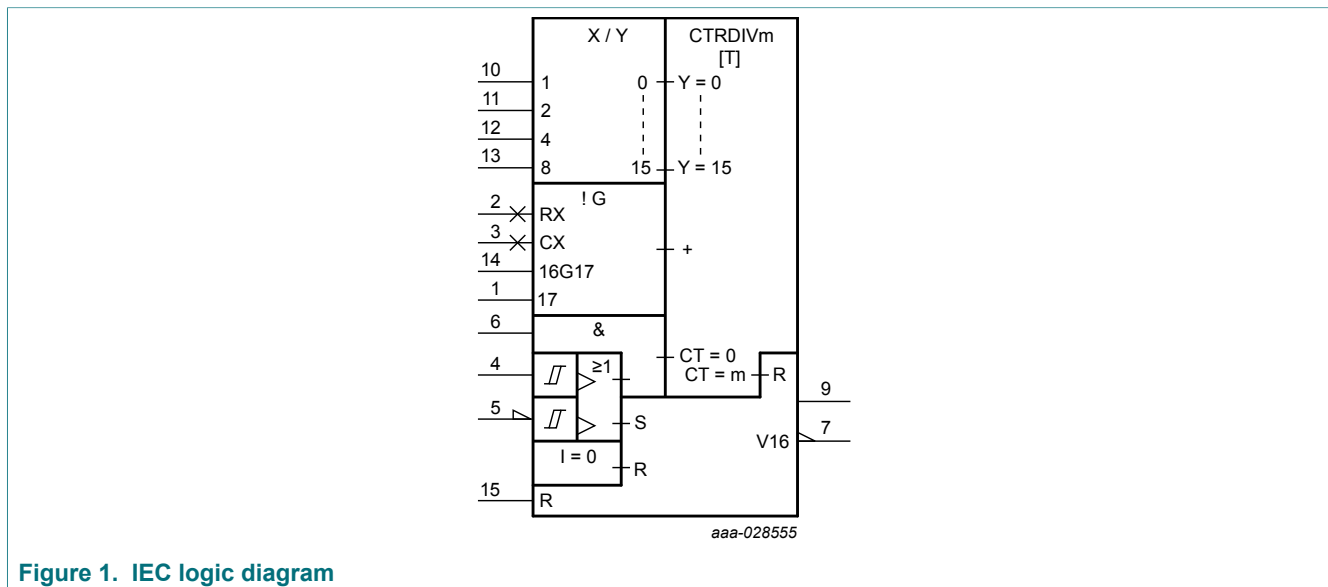 X / Y CTRDIVm
[T]
10 1 0 Y = 0
11 2
12 4
13 8 15 Y = 15
! G
2 RX
3 CX +
14 16G17
1 17
6 &
CT = 0
4 ≥1 CT = m R
9
5 S
7
V16
I = 0
R
15 R
aaa-028555
Figure 1. IEC logic diagram